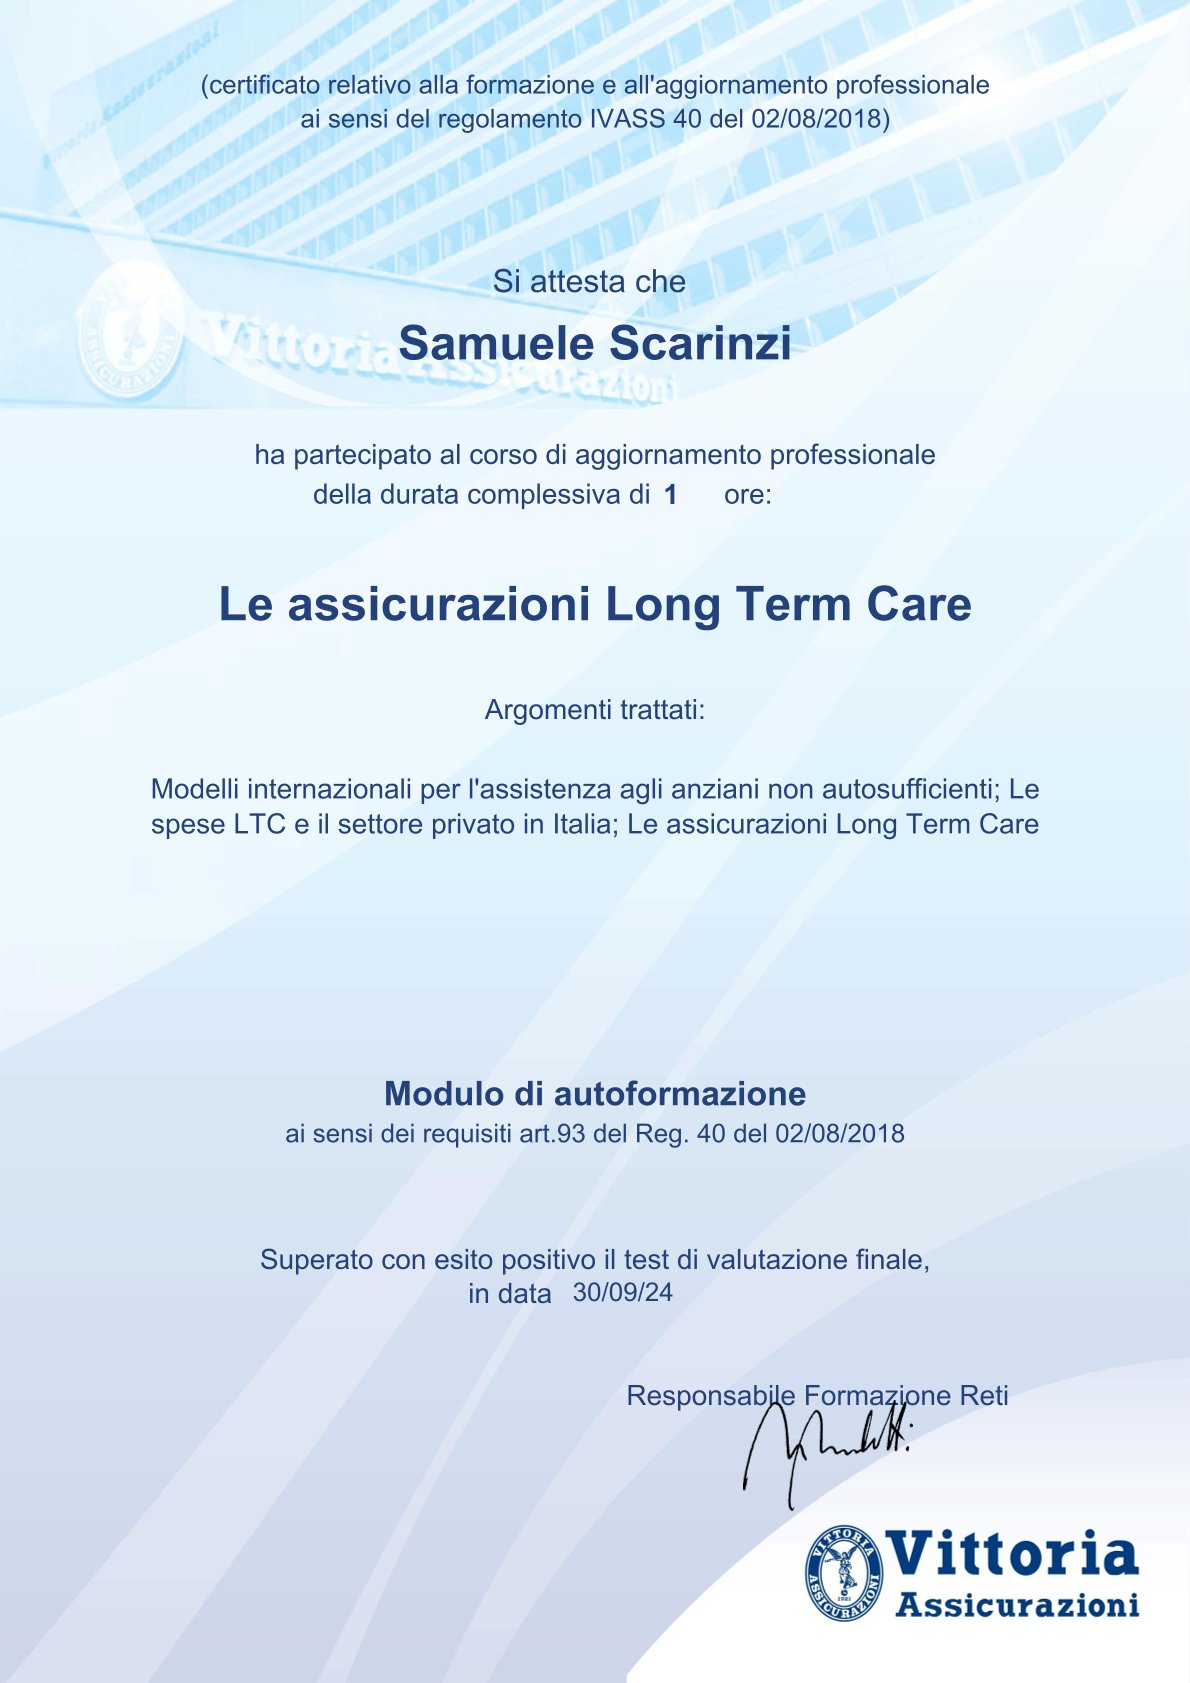 (certificato relativo alla formazione e all'aggiornamento professionale
ai sensi del regolamento IVASS 40 del 02/08/2018)
Si attesta che
Samuele Scarinzi
Vittoria Assicurazioni
ha partecipato al corso di aggiornamento professionale
della durata complessiva di 1 ore:
Le assicurazioni Long Term Care
Argomenti trattati:
Modelli internazionali per l'assistenza agli anziani non autosufficienti; Le
spese LTC e il settore privato in Italia; Le assicurazioni Long Term Care
Modulo di autoformazione
ai sensi dei requisiti art.93 del Reg. 40 del 02/08/2018
Superato con esito positivo il test di valutazione finale,
in data 30/09/24
Responsabile Formazione Reti
VITTORIA
ASSICURAZIONI
1921
Vittoria
Assicurazioni